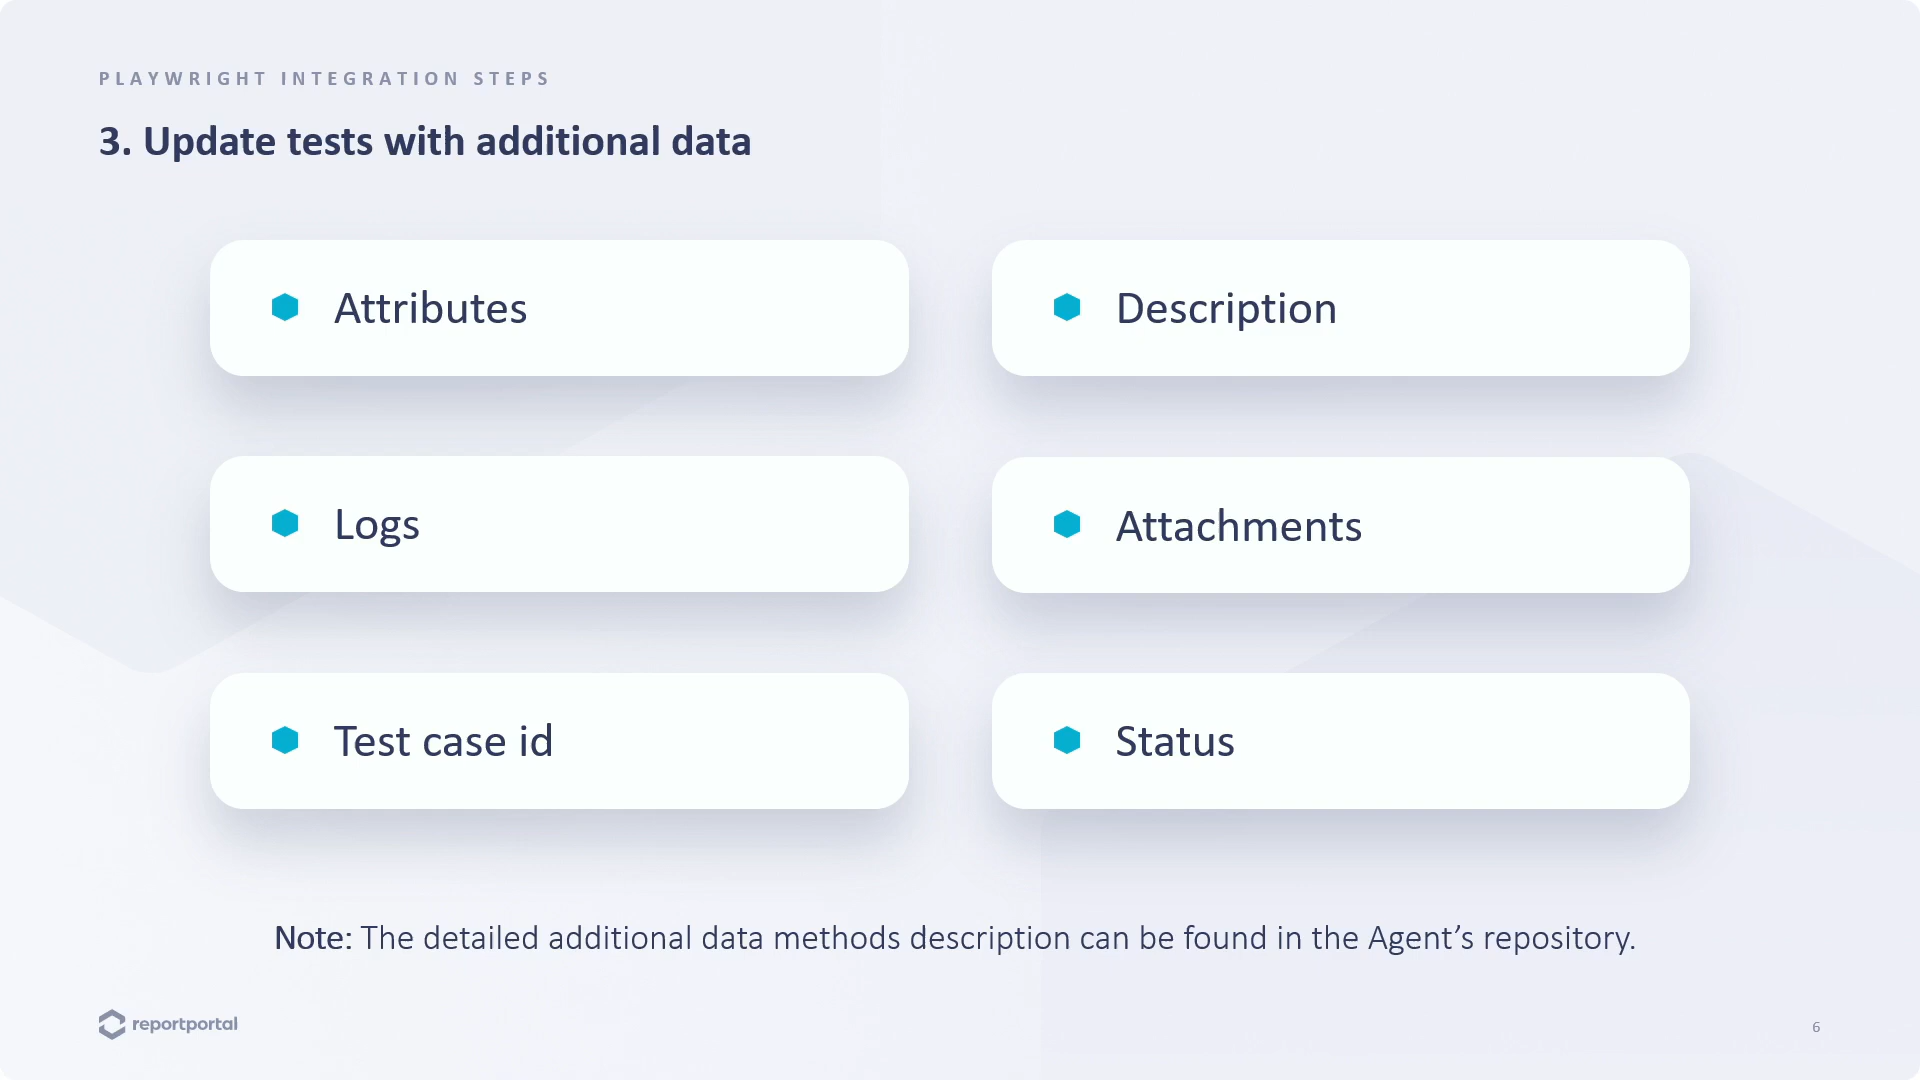 PLAYWRIGHT INTEGRATION STEPS
3. Update tests with additional data
Attributes
Description
Logs
Attachments
Test case id
Status
Note: The detailed additional data methods description can be found in the Agent’s repository.
reportportal
6